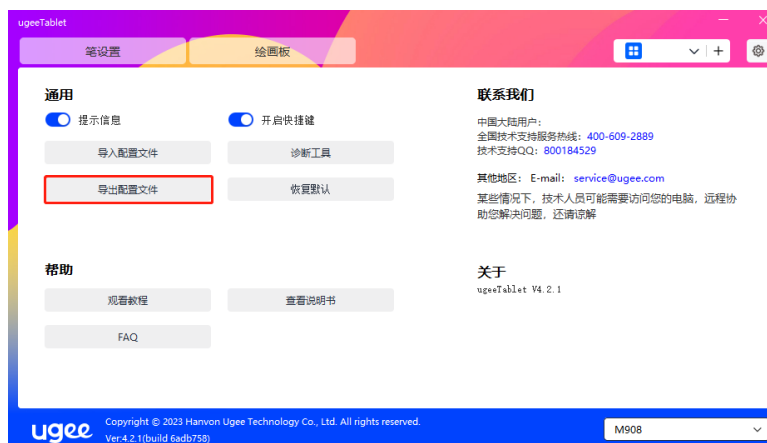 ugeeTablet
笔设置
绘画板
通用
提示信息
开启快捷键
导入配置文件
诊断工具
导出配置文件
恢复默认
帮助
观看教程
查看说明书
FAQ
联系我们
中国大陆用户：
全国技术支持服务热线：400-609-2889
技术支持QQ：800184529
其他地区： E-mail： service@ugee.com
某些情况下，技术人员可能需要访问您的电脑，远程协
助您解决问题，还请谅解
关于
ugeeTablet V4.2.1
ugee
Copyright © 2023 Hanvon Ugee Technology Co., Ltd. All rights reserved.
Ver:4.2.1(build 6adb758)
M908